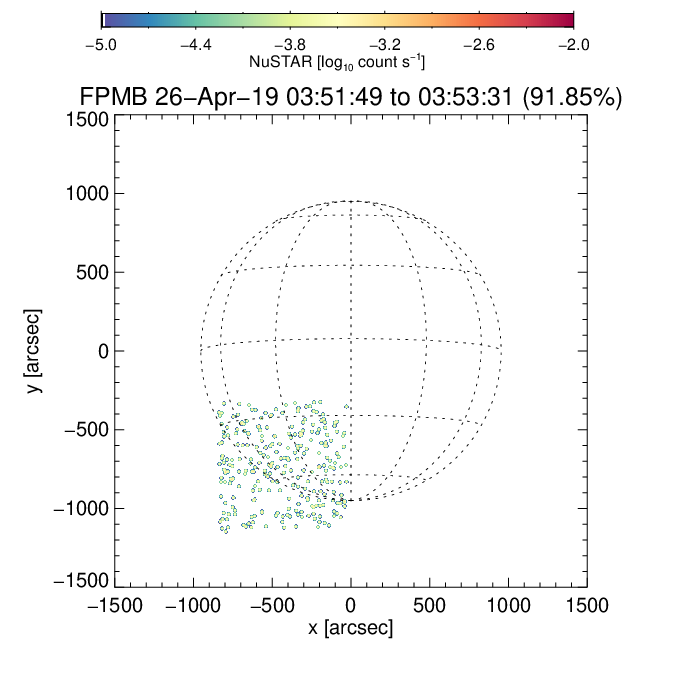 −5.0 −4.4 −3.8 −3.2 −2.6 −2.0
NuSTAR [log10 count s−1]
FPMB 26−Apr−19 03:51:49 to 03:53:31 (91.85%)
1500
1000
500
0
−500
−1000
−1500
y [arcsec]
−1500 −1000 −500 0 500 1000 1500
x [arcsec]